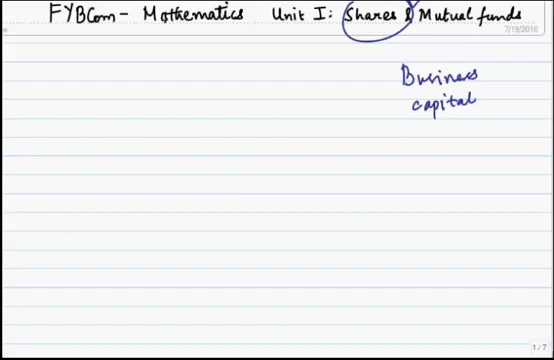 FYBCom - Mathematics Unit I: Shares & Mutual funds
7/19/2016
Business
capital
1/7